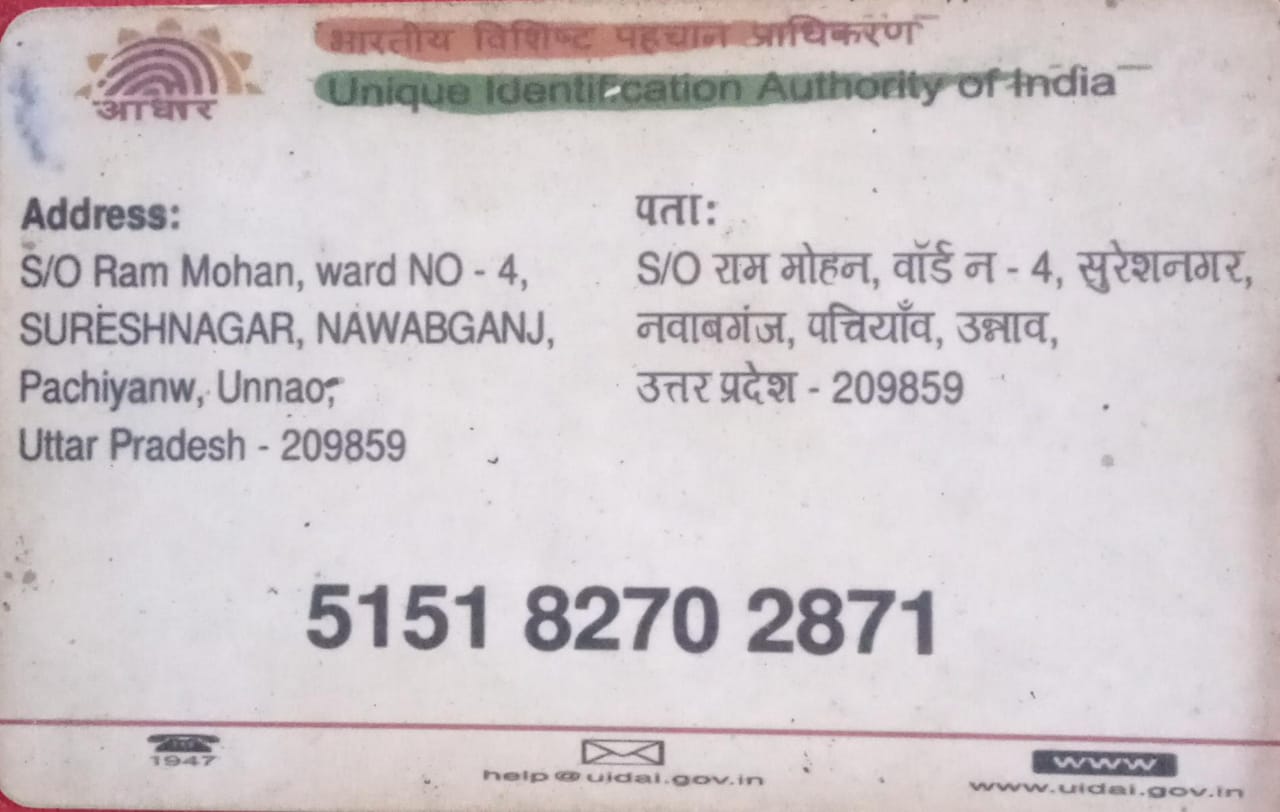 आधार
भारतीय विशिष्ट पहचान प्राधिकरण
Unique Identification Authority of India
Address:
S/O Ram Mohan, ward NO - 4,
SURESHNAGAR, NAWABGANJ,
Pachiyanw, Unnao,
Uttar Pradesh - 209859
पता:
S/O राम मोहन, वॉर्ड न - 4, सुरेशनगर,
नवाबगंज, पचियाँव, उन्नाव,
उत्तर प्रदेश - 209859
5151 8270 2871
1947
help@uidai.gov.in
www
www.uidai.gov.in